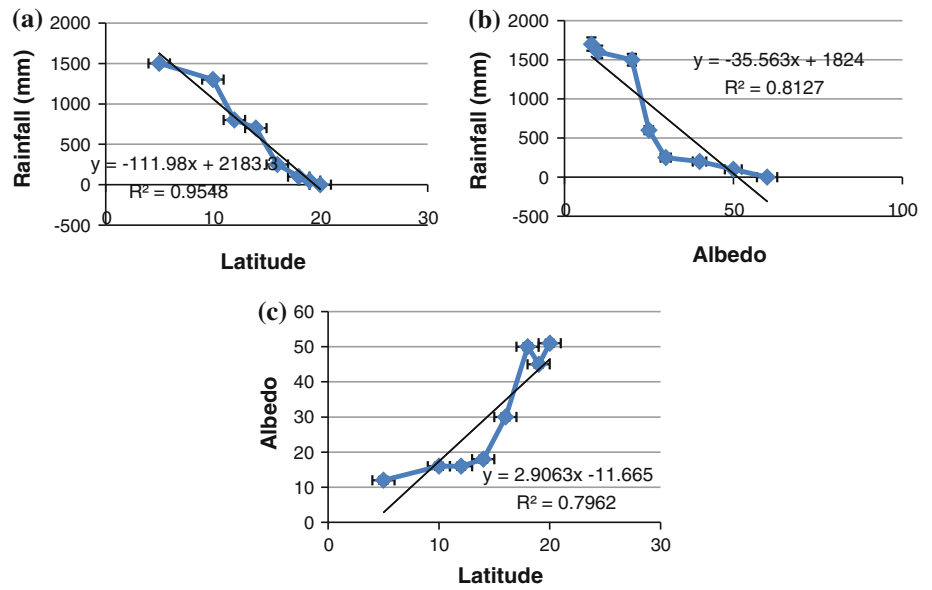 (a)
2000
1500
1000
500
0
-500
Rainfall (mm)
y = -111.98x + 2183.3
R² = 0.9548
0 10 20 30
Latitude
(b)
2000
1500
1000
500
0
-500
Rainfall (mm)
y = -35.563x + 1824
R² = 0.8127
0 50 100
Albedo
(c)
60
50
40
30
20
10
0
Albedo
y = 2.9063x -11.665
R² = 0.7962
0 10 20 30
Latitude